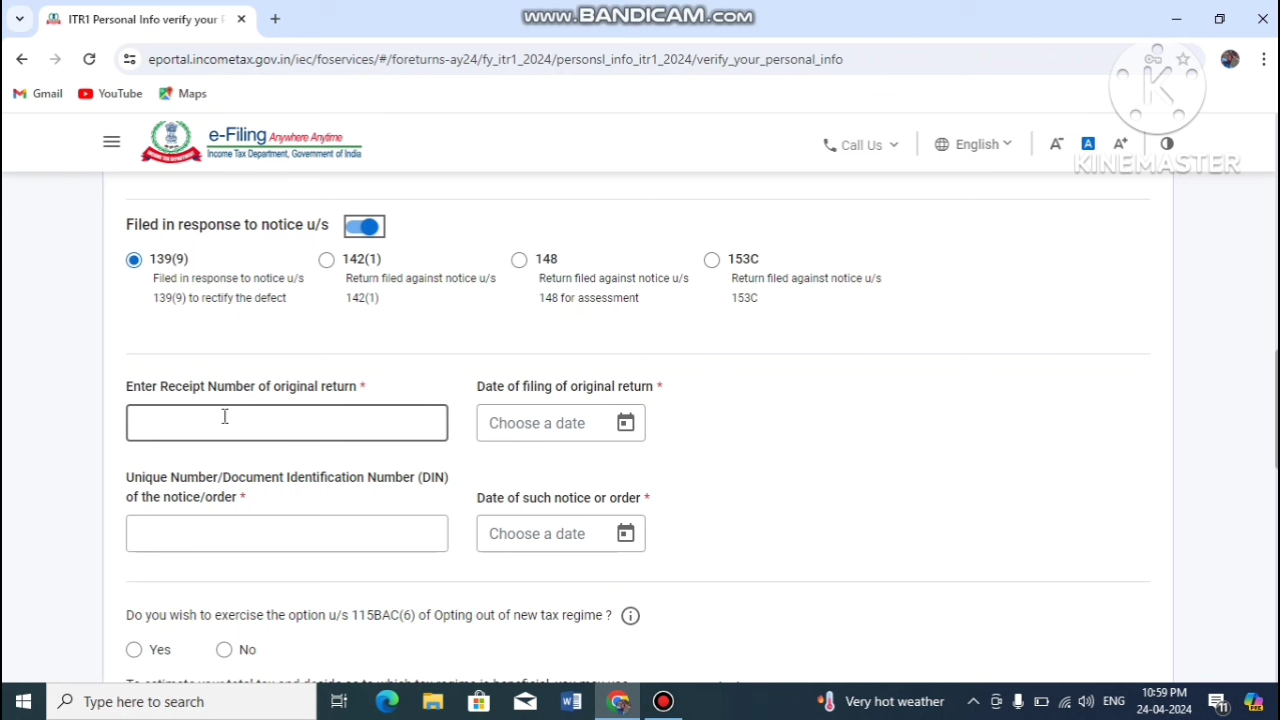 www.BANDICAM.com
ITR1 Personal Info verify your P
eportal.incometax.gov.in/iec/foservices/#/foreturns-ay24/fy_itr1_2024/personsl_info_itr1_2024/verify_your_personal_info
Gmail YouTube Maps
K
KINEMASTER
e-Filing Anywhere Anytime
Income Tax Department, Government of India
Call Us English A A A
Filed in response to notice u/s
139(9) 142(1) 148 153C
Filed in response to notice u/s Return filed against notice u/s Return filed against notice u/s Return filed against notice u/s
139(9) to rectify the defect 142(1) 148 for assessment 153C
Enter Receipt Number of original return * Date of filing of original return *
Choose a date
Unique Number/Document Identification Number (DIN)
of the notice/order * Date of such notice or order *
Choose a date
Do you wish to exercise the option u/s 115BAC(6) of Opting out of new tax regime ?
Yes No
Type here to search Very hot weather ENG 10:59 PM
24-04-2024 11